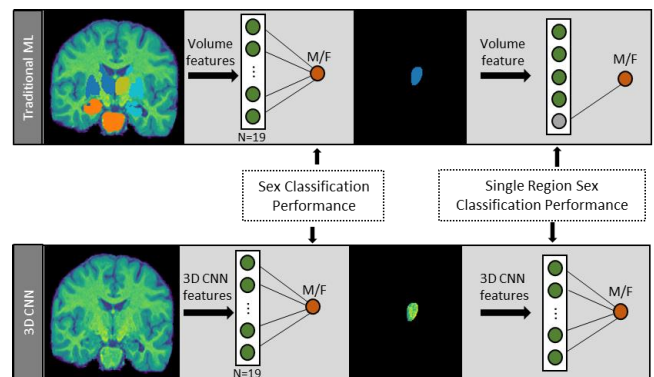 Traditional ML
Volume
features
M/F
N=19
Volume
feature
M/F
Sex Classification
Performance
Single Region Sex
Classification Performance
3D CNN
3D CNN
features
M/F
N=19
3D CNN
features
M/F